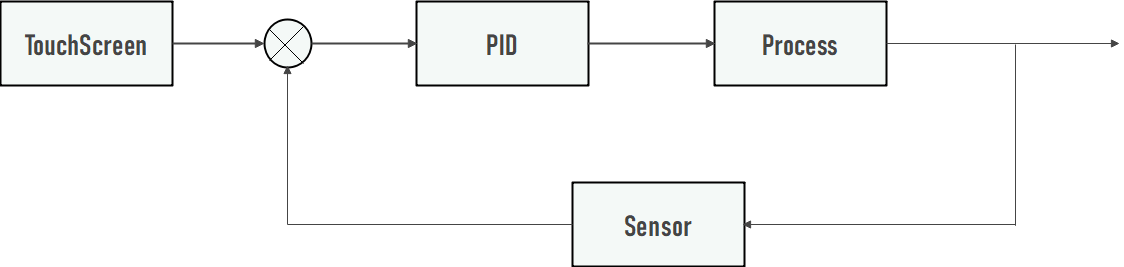 TouchScreen
PID
Process
Sensor